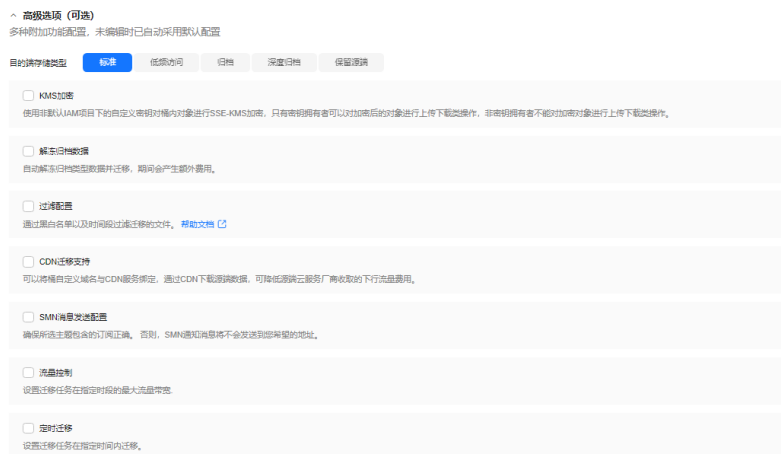 高级选项（可选）
多种附加功能配置，未编辑时已自动采用默认配置
目的端存储类型 标准 低频访问 归档 深度归档 保留源端
KMS加密
使用非默认IAM项目下的自定义密钥对桶内对象进行SSE-KMS加密，只有密钥拥有者可以对加密后的对象进行上传下载类操作，非密钥拥有者不能对加密对象进行上传下载类操作。
解冻归档数据
自动解冻归档类型数据并迁移，期间会产生额外费用。
过滤配置
通过黑白名单以及时间段过滤迁移的文件。 帮助文档
CDN迁移支持
可以将桶自定义域名与CDN服务绑定，通过CDN下载源端数据，可降低源端云服务厂商收取的下行流量费用。
SMN消息发送配置
确保所选主题包含的订阅正确。 否则，SMN通知消息将不会发送到您希望的地址。
流量控制
设置迁移任务在指定时段的最大流量带宽.
定时迁移
设置迁移任务在指定时间内迁移。